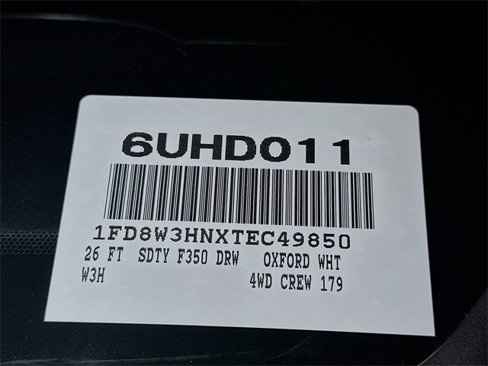 6UHD011
1FD8W3HNXTEC49850
26 FT SDTY F350 DRW OXFORD WHT
W3H 4WD CREW 179